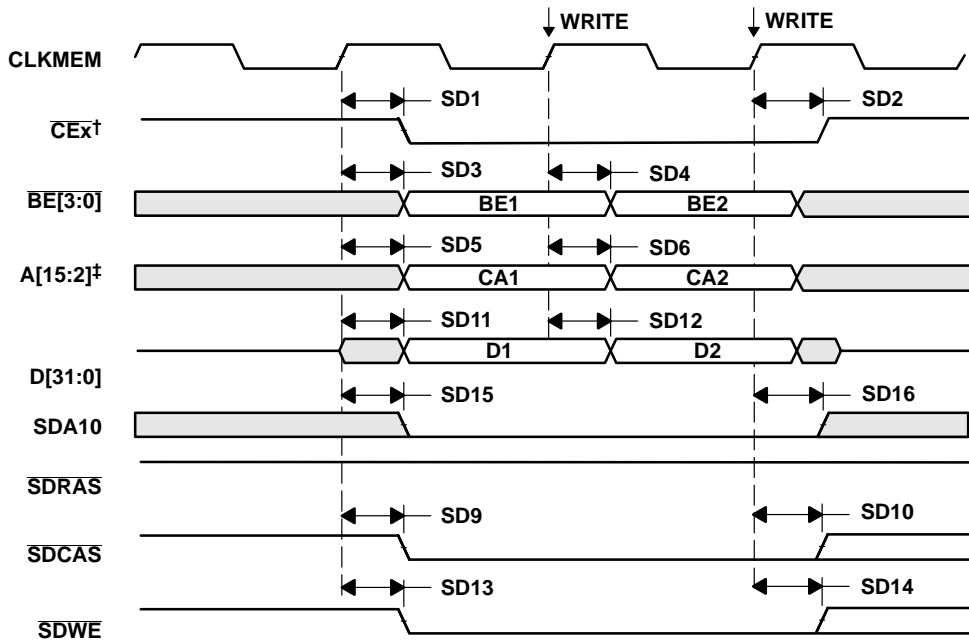 WRITE WRITE
CLKMEM
SD1 SD2
CEx†
SD3 SD4
BE[3:0] BE1 BE2
SD5 SD6
A[15:2]‡ CA1 CA2
SD11 SD12
D1 D2
D[31:0]
SD15 SD16
SDA10
SDRAS
SD9 SD10
SDCAS
SD13 SD14
SDWE